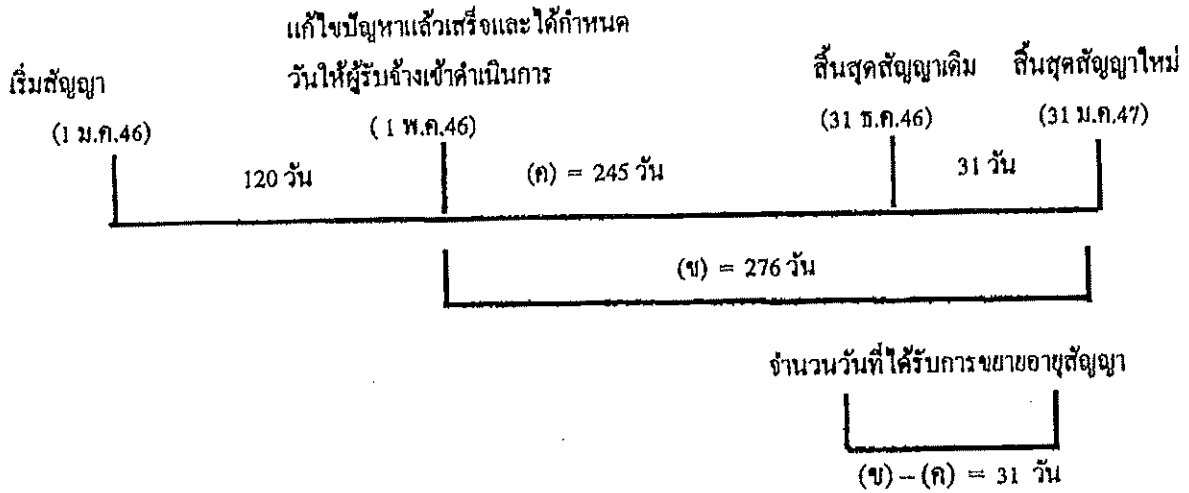 แก้ไขปัญหาแล้วเสร็จและได้กำหนด
วันให้ผู้รับจ้างเข้าดำเนินการ
เริ่มสัญญา
สิ้นสุดสัญญาเดิม
สิ้นสุดสัญญาใหม่
(1 ม.ค.46)
( 1 พ.ค.46)
(31 ธ.ค.46)
(31 ม.ค.47)
120 วัน
(ค) = 245 วัน
31 วัน
(ข) = 276 วัน
จำนวนวันที่ได้รับการขยายอายุสัญญา
(ข) – (ค) = 31 วัน